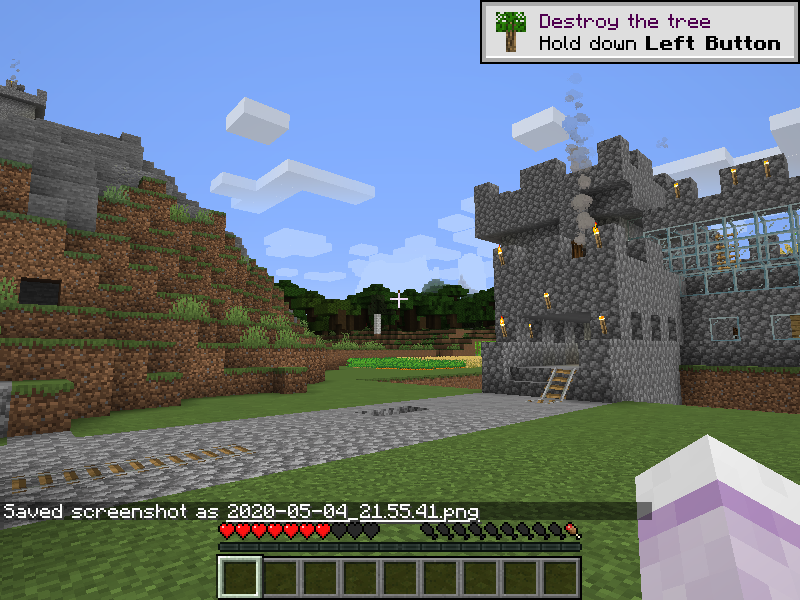 Destroy the tree
Hold down Left Button
Saved screenshot as 2020-05-04_21.55.41.png